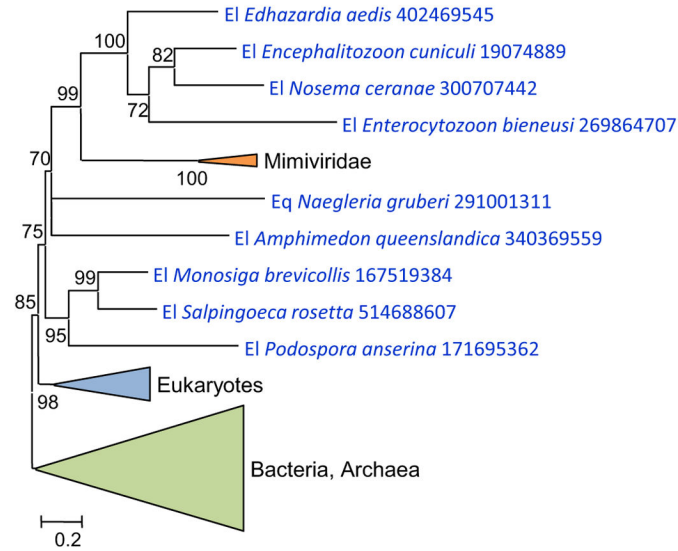 El Edhazardia aedis 402469545
100
El Encephalitozoon cuniculi 19074889
82
El Nosema ceranae 300707442
99
72
El Enterocytozoon bieneusi 269864707
Mimiviridae
70
100
Eq Naegleria gruberi 291001311
75
El Amphimedon queenslandica 340369559
99
El Monosiga brevicollis 167519384
85
El Salpingoeca rosetta 514688607
95
El Podospora anserina 171695362
Eukaryotes
98
Bacteria, Archaea
0.2